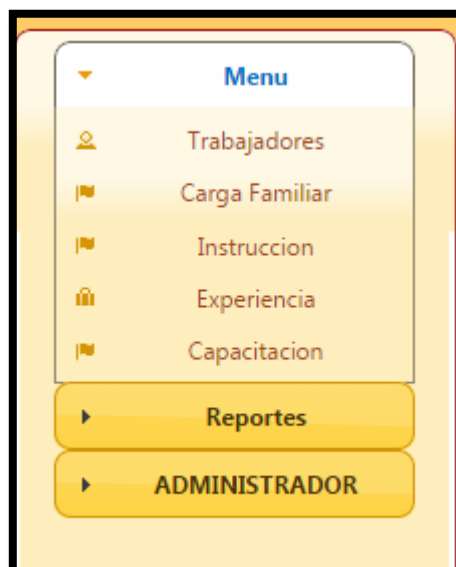 Menu
Trabajadores
Carga Familiar
Instruccion
Experiencia
Capacitacion
Reportes
ADMINISTRADOR